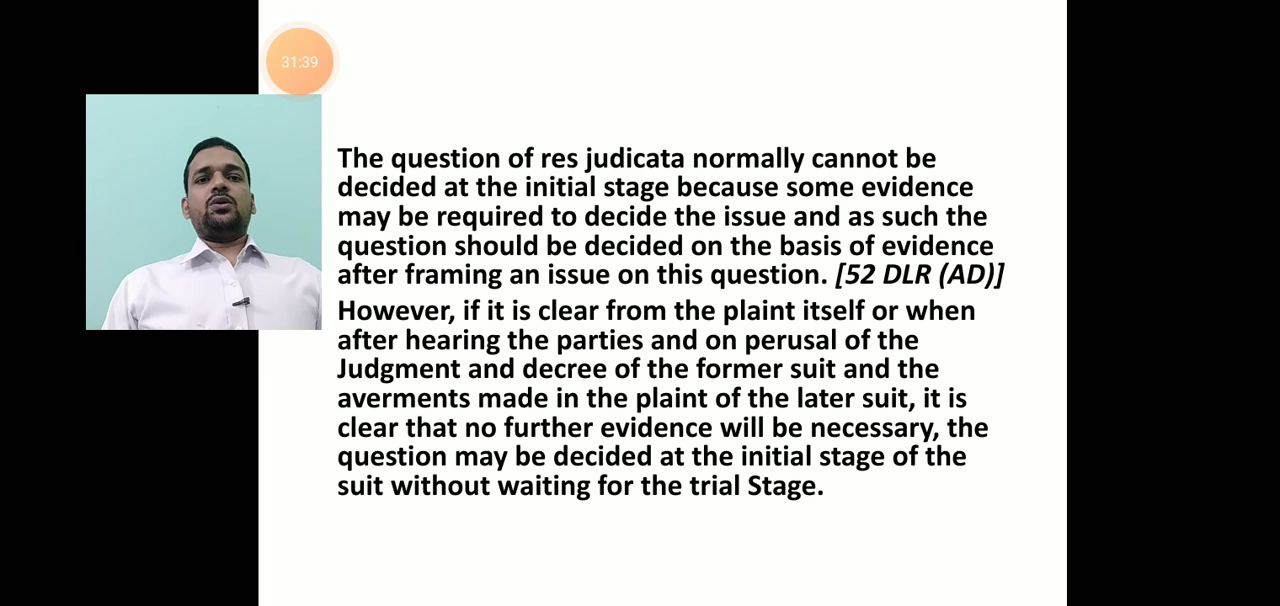 31:39
The question of res judicata normally cannot be
decided at the initial stage because some evidence
may be required to decide the issue and as such the
question should be decided on the basis of evidence
after framing an issue on this question. [52 DLR (AD)]
However, if it is clear from the plaint itself or when
after hearing the parties and on perusal of the
Judgment and decree of the former suit and the
averments made in the plaint of the later suit, it is
clear that no further evidence will be necessary, the
question may be decided at the initial stage of the
suit without waiting for the trial Stage.